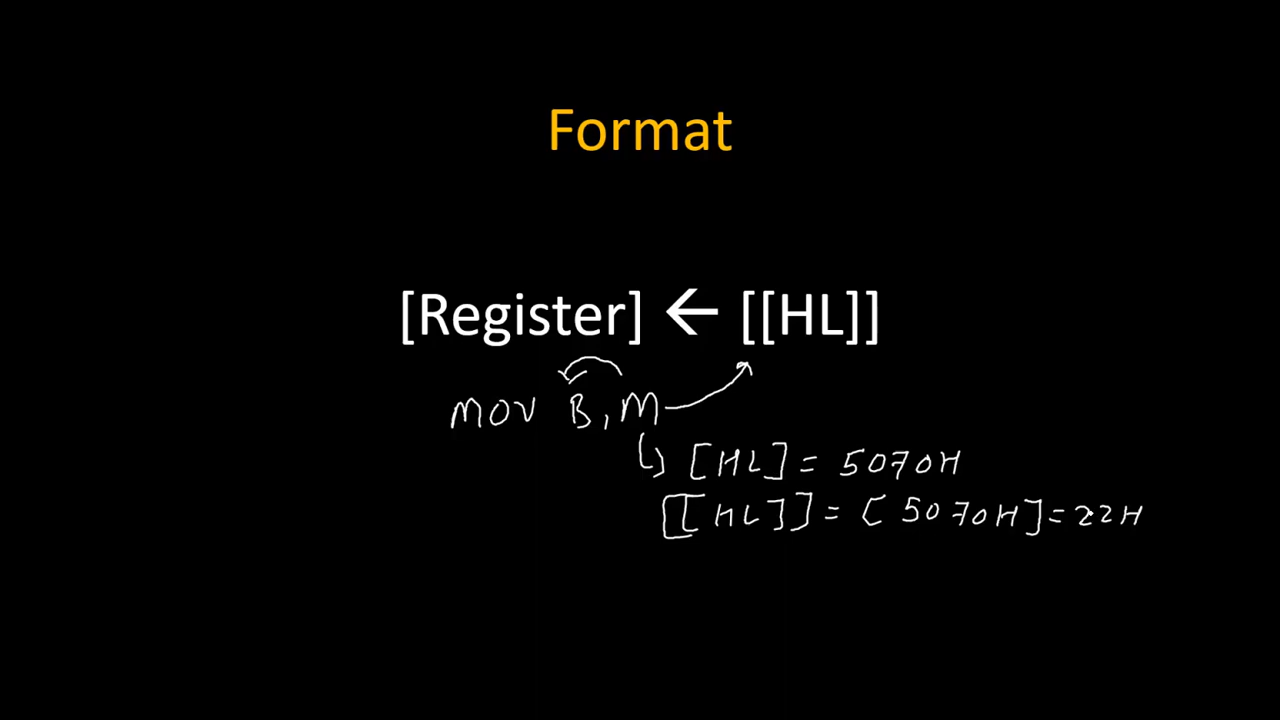 Format
[Register] ← [[HL]]
MOV B,M
[HL] = 5070H
[[HL]] = [5070H] = 22H